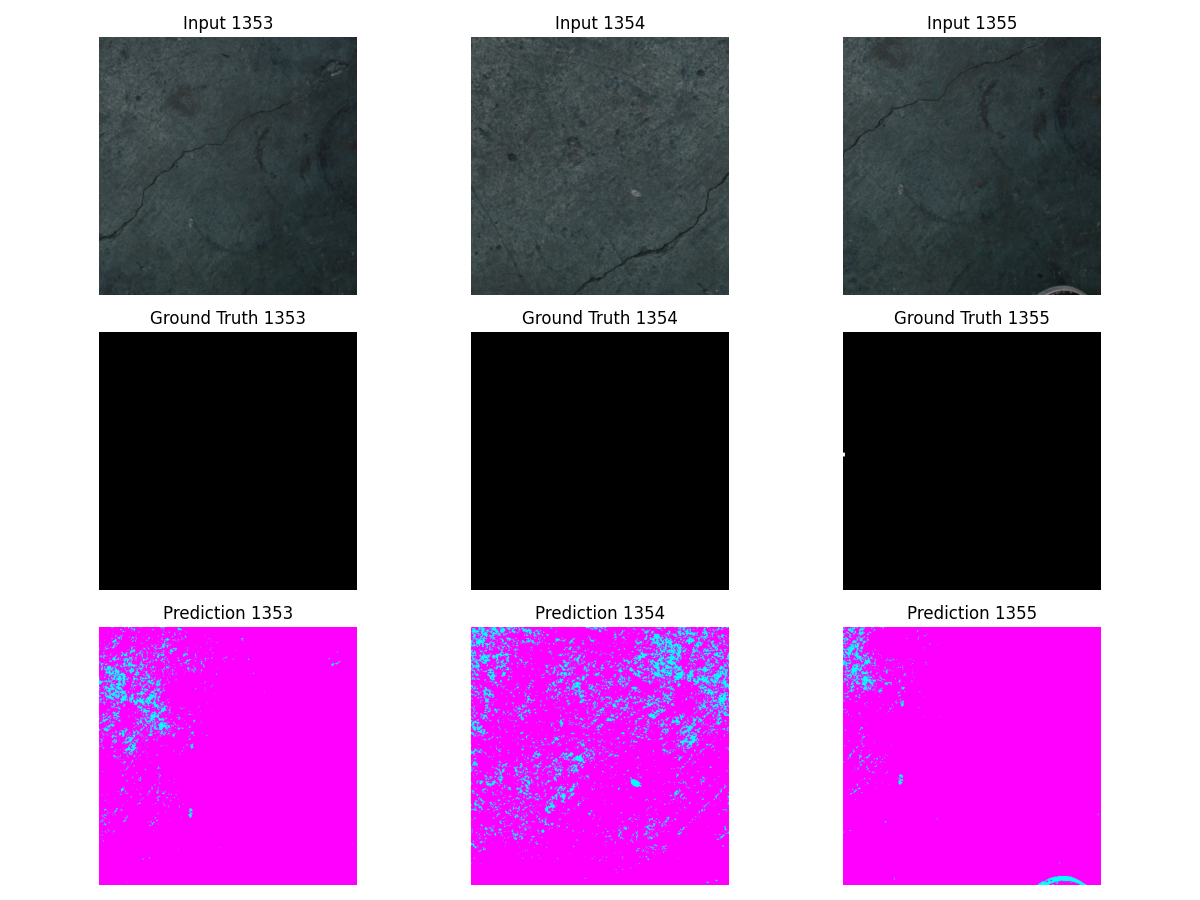 Input 1353
Input 1354
Input 1355
Ground Truth 1353
Ground Truth 1354
Ground Truth 1355
Prediction 1353
Prediction 1354
Prediction 1355